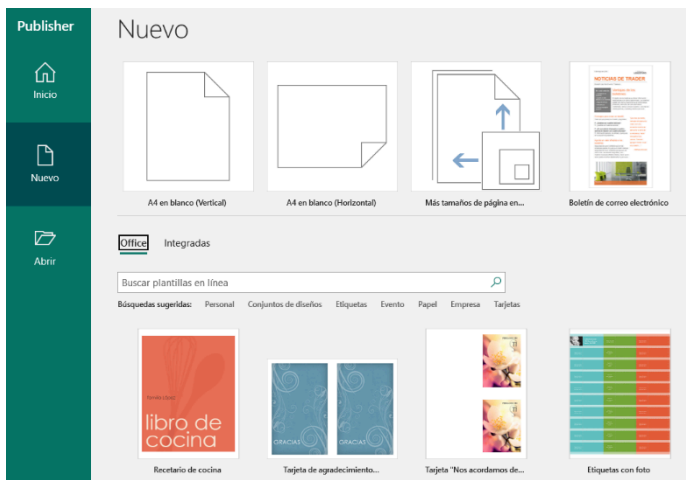 Publisher
Nuevo
Inicio
Nuevo
Abrir
A4 en blanco (Vertical)
A4 en blanco (Horizontal)
Más tamaños de página en...
NOTICIAS DE TRADER
Boletín de correo electrónico
Office Integradas
Buscar plantillas en línea
Búsquedas sugeridas: Personal Conjuntos de diseños Etiquetas Evento Papel Empresa Tarjetas
libro de
cocina
GRACIAS
GRACIAS
Recetario de cocina
Tarjeta de agradecimiento...
Tarjeta "Nos acordamos de...
Etiquetas con foto